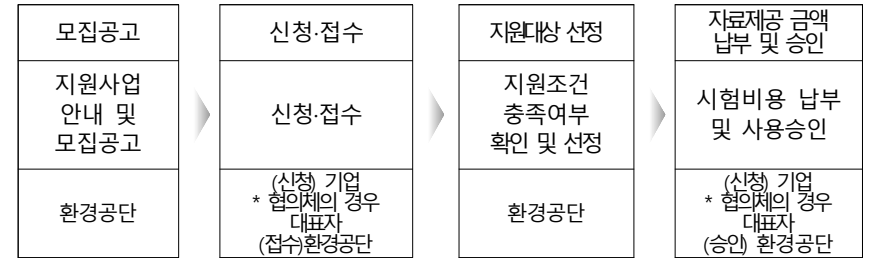 모집공고
지원사업
안내 및
모집공고
환경공단
신청·접수
신청·접수
(신청) 기업
* 협의체의 경우
대표자
(접수)환경공단
지원대상 선정
지원조건
충족여부
확인 및 선정
환경공단
자료제공 금액
납부 및 승인
시험비용 납부
및 사용승인
(신청) 기업
* 협의체의 경우
대표자
(승인) 환경공단